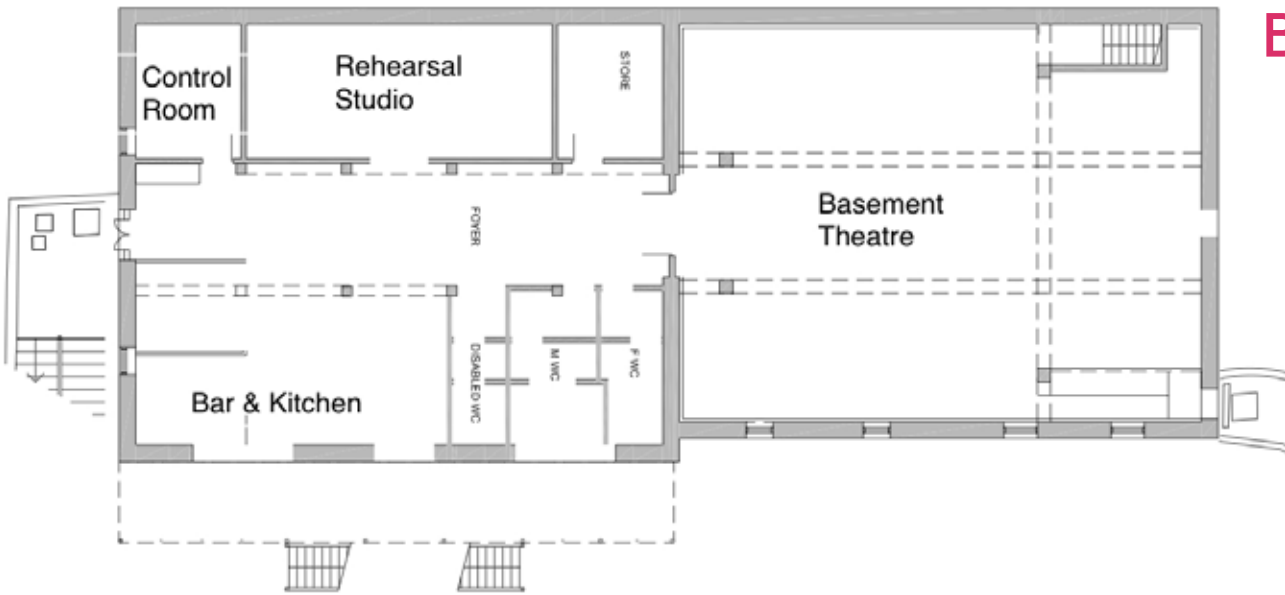 Control
Room
Rehearsal
Studio
STORE
FOYER
Basement
Theatre
Bar & Kitchen
DISABLED WC
M WC
F WC